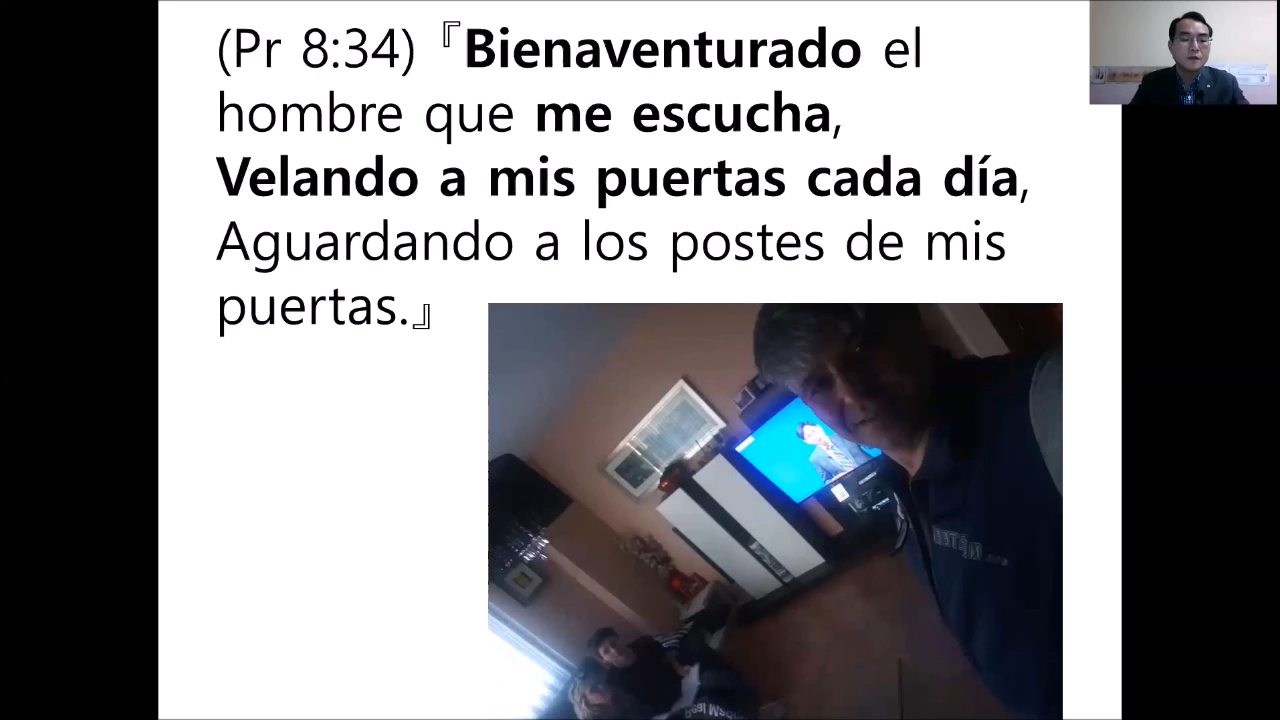 (Pr 8:34)『Bienaventurado el
hombre que me escucha,
Velando a mis puertas cada día,
Aguardando a los postes de mis
puertas.』